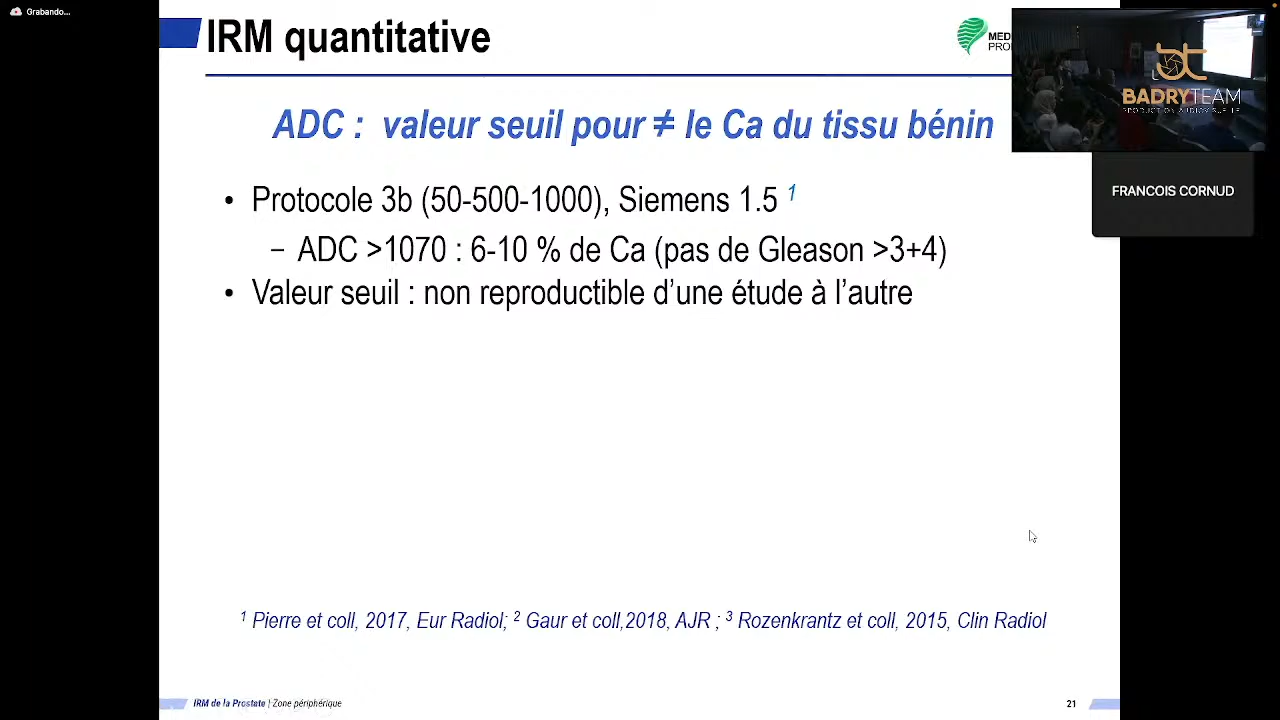 Grabando...
IRM quantitative
MED
PRO
BADRYTEAM
ADC : valeur seuil pour ≠ le Ca du tissu bénin
FRANCOIS CORNUD
• Protocole 3b (50-500-1000), Siemens 1.5 ¹
– ADC >1070 : 6-10 % de Ca (pas de Gleason >3+4)
• Valeur seuil : non reproductible d’une étude à l’autre
¹ Pierre et coll, 2017, Eur Radiol; ² Gaur et coll,2018, AJR ; ³ Rozenkrantz et coll, 2015, Clin Radiol
IRM de la Prostate | Zone périphérique
21